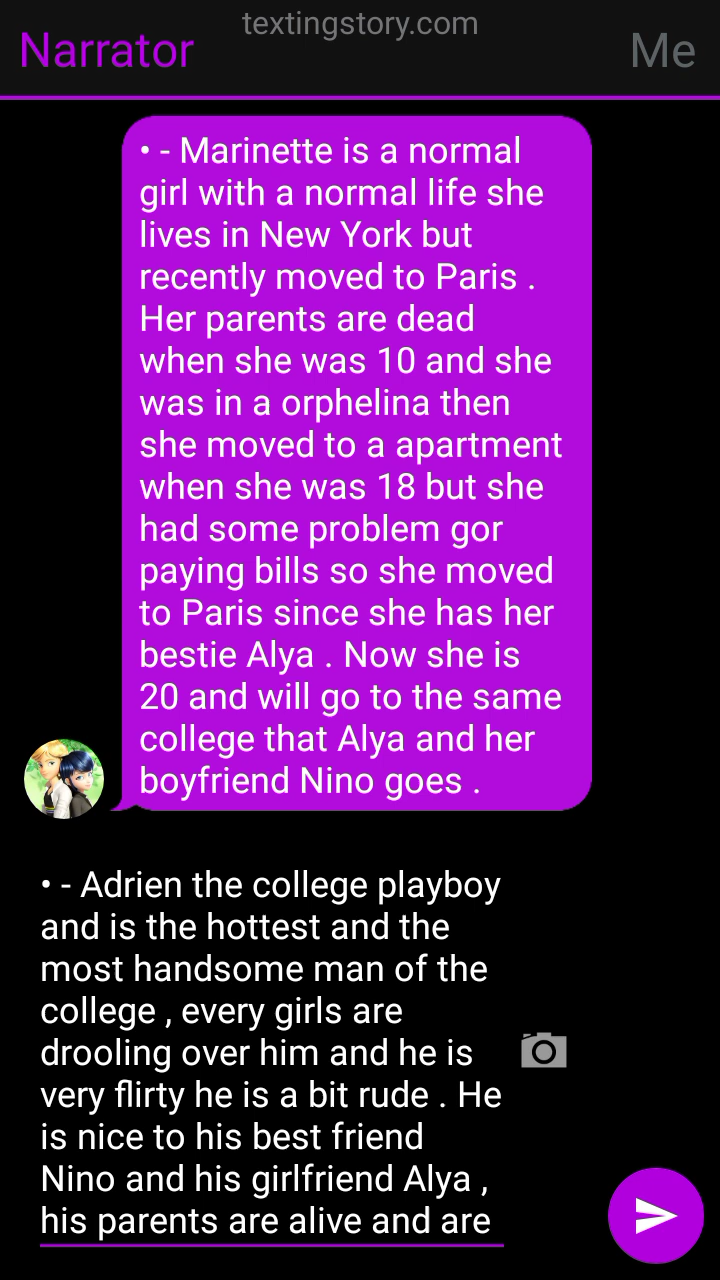 textingstory.com
Narrator
Me
• - Marinette is a normal
girl with a normal life she
lives in New York but
recently moved to Paris .
Her parents are dead
when she was 10 and she
was in a orphelina then
she moved to a apartment
when she was 18 but she
had some problem gor
paying bills so she moved
to Paris since she has her
bestie Alya . Now she is
20 and will go to the same
college that Alya and her
boyfriend Nino goes .
• - Adrien the college playboy
and is the hottest and the
most handsome man of the
college , every girls are
drooling over him and he is
very flirty he is a bit rude . He
is nice to his best friend
Nino and his girlfriend Alya ,
his parents are alive and are